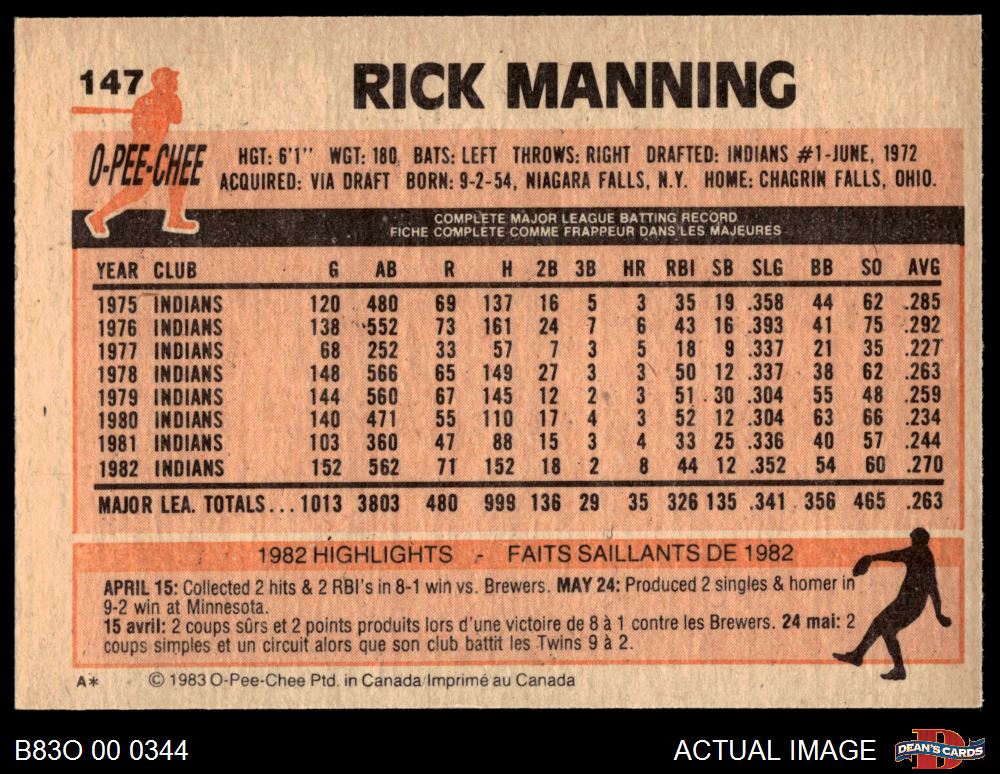 147
RICK MANNING
O-PEE-CHEE
HGT: 6'1" WGT: 180 BATS: LEFT THROWS: RIGHT DRAFTED: INDIANS #1-JUNE, 1972
ACQUIRED: VIA DRAFT BORN: 9-2-54, NIAGARA FALLS, N.Y. HOME: CHAGRIN FALLS, OHIO.
COMPLETE MAJOR LEAGUE BATTING RECORD
FICHE COMPLETE COMME FRAPPEUR DANS LES MAJEURES
YEAR CLUB G AB R H 2B 3B HR RBI SB SLG BB SO AVG
1975 INDIANS 120 480 69 137 16 5 3 35 19 .358 44 62 .285
1976 INDIANS 138 552 73 161 24 7 6 43 16 .393 41 75 .292
1977 INDIANS 68 252 33 57 7 3 5 18 9 .337 21 35 .227
1978 INDIANS 148 566 65 149 27 3 3 50 12 .337 38 62 .263
1979 INDIANS 144 560 67 145 12 2 3 51 30 .304 55 48 .259
1980 INDIANS 140 471 55 110 17 4 3 52 12 .304 63 66 .234
1981 INDIANS 103 360 47 88 15 3 4 33 25 .336 40 57 .244
1982 INDIANS 152 562 71 152 18 2 8 44 12 .352 54 60 .270
MAJOR LEA. TOTALS... 1013 3803 480 999 136 29 35 326 135 .341 356 465 .263
1982 HIGHLIGHTS - FAITS SAILLANTS DE 1982
APRIL 15: Collected 2 hits & 2 RBI's in 8-1 win vs. Brewers. MAY 24: Produced 2 singles & homer in
9-2 win at Minnesota.
15 avril: 2 coups sûrs et 2 points produits lors d'une victoire de 8 à 1 contre les Brewers. 24 mai: 2
coups simples et un circuit alors que son club battit les Twins 9 à 2.
A* © 1983 O-Pee-Chee Ptd. in Canada/Imprimé au Canada
B83O 00 0344
ACTUAL IMAGE
DEAN'S CARDS